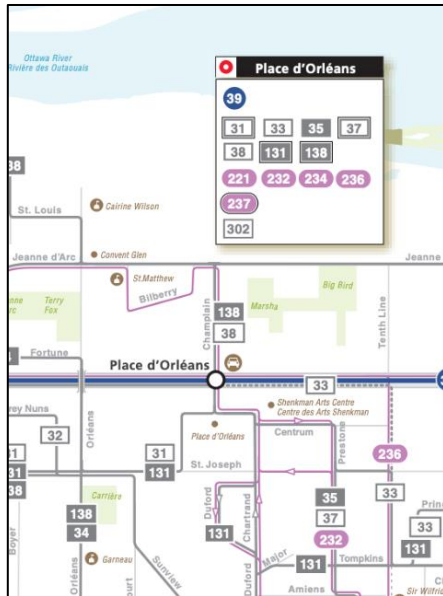 Ottawa River
Rivière des Outaouais
Place d'Orléans
39
31 33 35 37
38 131 138
221 232 234 236
237
302
38
St. Louis
Cairine Wilson
Jeanne d'Arc
Convent Glen
Jeanne
St.Matthew
Bilberry
Terry
Fox
Champlain
138
38
Marsha
Big Bird
Tenth Line
Fortune
Place d'Orléans
33
Shenkman Arts Centre
Centre des Arts Shenkman
rey Nuns
32
Orléans
Place d'Orléans
Centrum
Prestone
236
31
131
St. Joseph
31
131
38
Carrière
35
37
232
33
Duford
Chartrand
138
34
131
33
Boyer
Garneau
Sunview
Major
131
Tompkins
131
Orléans
court
Duford
Amiens
Sir Wilfri